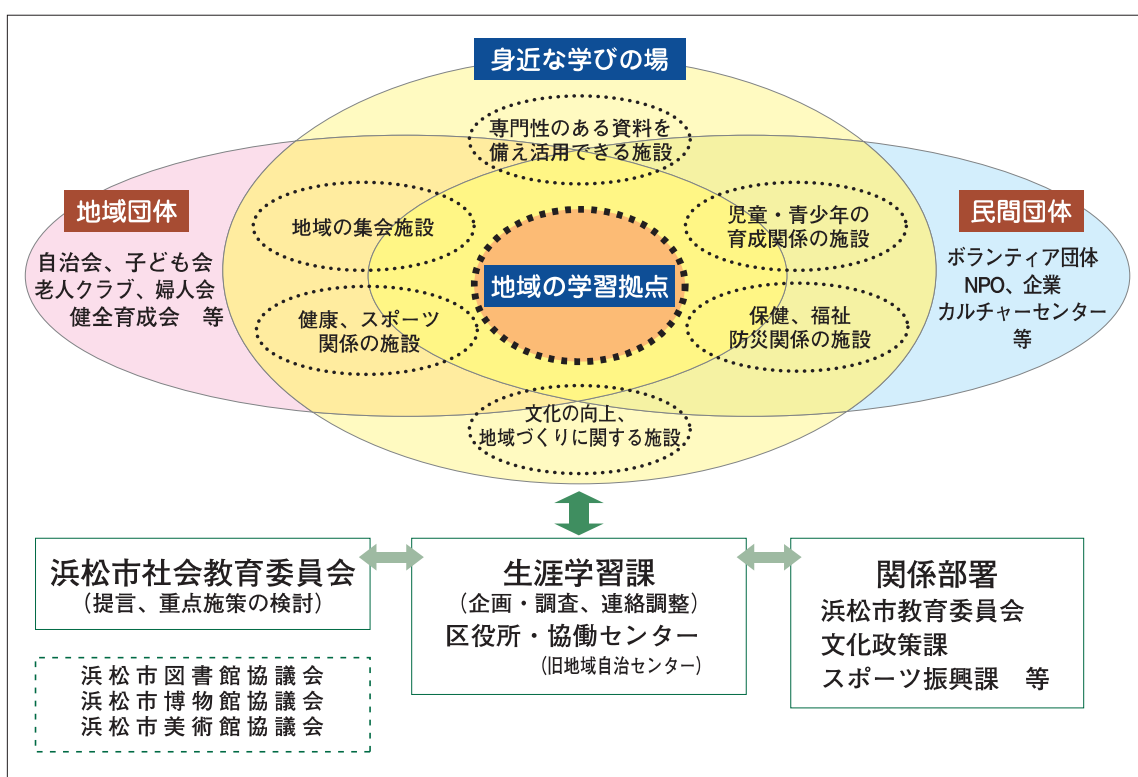 身近な学びの場
専門性のある資料を
備え活用できる施設
地域団体
自治会、子ども会
老人クラブ、婦人会
健全育成会　等
地域の集会施設
健康、スポーツ
関係の施設
地域の学習拠点
児童・青少年の
育成関係の施設
保健、福祉
防災関係の施設
文化の向上、
地域づくりに関する施設
民間団体
ボランティア団体
NPO、企業
カルチャーセンター
等
浜松市社会教育委員会
（提言、重点施策の検討）
浜松市図書館協議会
浜松市博物館協議会
浜松市美術館協議会
生涯学習課
（企画・調査、連絡調整）
区役所・協働センター
（旧地域自治センター）
関係部署
浜松市教育委員会
文化政策課
スポーツ振興課　等